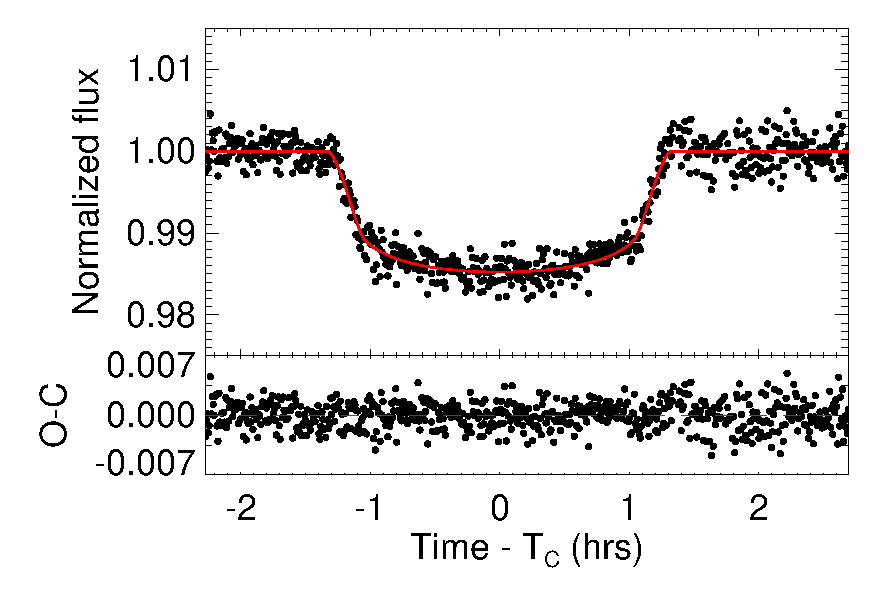 Normalized flux
1.01
1.00
0.99
0.98
O-C
0.007
0.000
-0.007
-2 -1 0 1 2
Time - T_C (hrs)